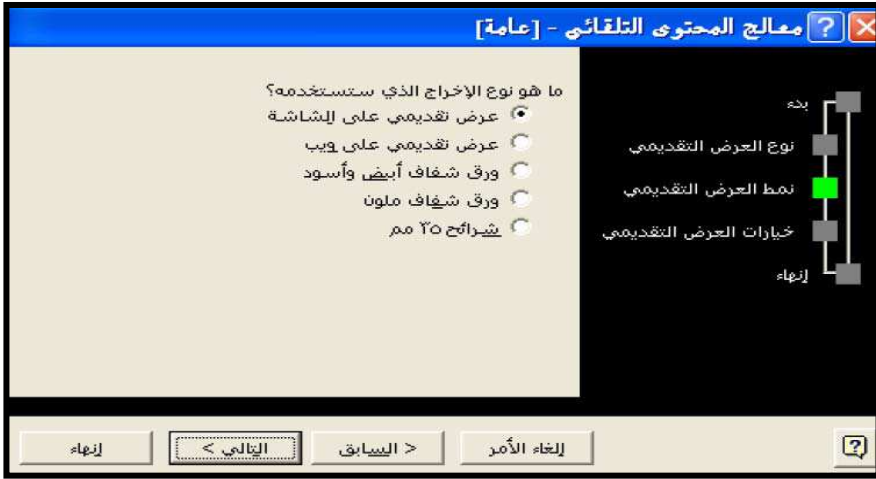 معالج المحتوى التلقائي - [عامة]
بدء
نوع العرض التقديمي
نمط العرض التقديمي
خيارات العرض التقديمي
إنهاء
ما هو نوع الإخراج الذي ستستخدمه؟
عرض تقديمي على الشاشة
عرض تقديمي على ويب
ورق شفاف أبيض وأسود
ورق شفاف ملون
شرائح ٣٥ مم
إلغاء الأمر
< السابق
التالي >
إنهاء